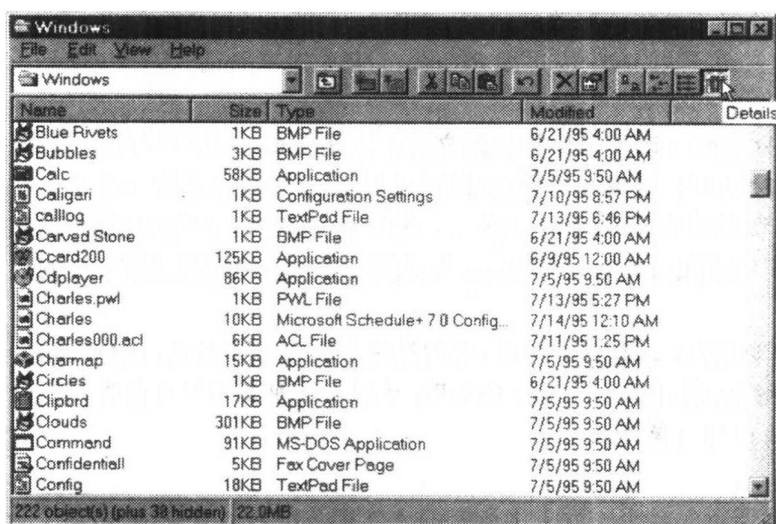 Windows
File Edit View Help
Windows
Name Size Type Modified
Details
Blue Rivets 1KB BMP File 6/21/95 4:00 AM
Bubbles 3KB BMP File 6/21/95 4:00 AM
Calc 58KB Application 7/5/95 9:50 AM
Caligari 1KB Configuration Settings 7/10/95 8:57 PM
calllog 1KB TextPad File 7/13/95 6:46 PM
Carved Stone 1KB BMP File 6/21/95 4:00 AM
Ccard200 125KB Application 6/9/95 12:00 AM
Cdplayer 86KB Application 7/5/95 9:50 AM
Charles.pwl 1KB PWL File 7/13/95 5:27 PM
Charles 10KB Microsoft Schedule+ 7.0 Config... 7/14/95 12:10 AM
Charles000.acl 6KB ACL File 7/11/95 1:25 PM
Charmap 15KB Application 7/5/95 9:50 AM
Circles 1KB BMP File 6/21/95 4:00 AM
Clipbrd 17KB Application 7/5/95 9:50 AM
Clouds 301KB BMP File 7/5/95 9:50 AM
Command 91KB MS-DOS Application 7/5/95 9:50 AM
Confidentiall 5KB Fax Cover Page 7/5/95 9:50 AM
Config 18KB TextPad File 7/5/95 9:50 AM
222 object(s) (plus 30 hidden) 22.0MB